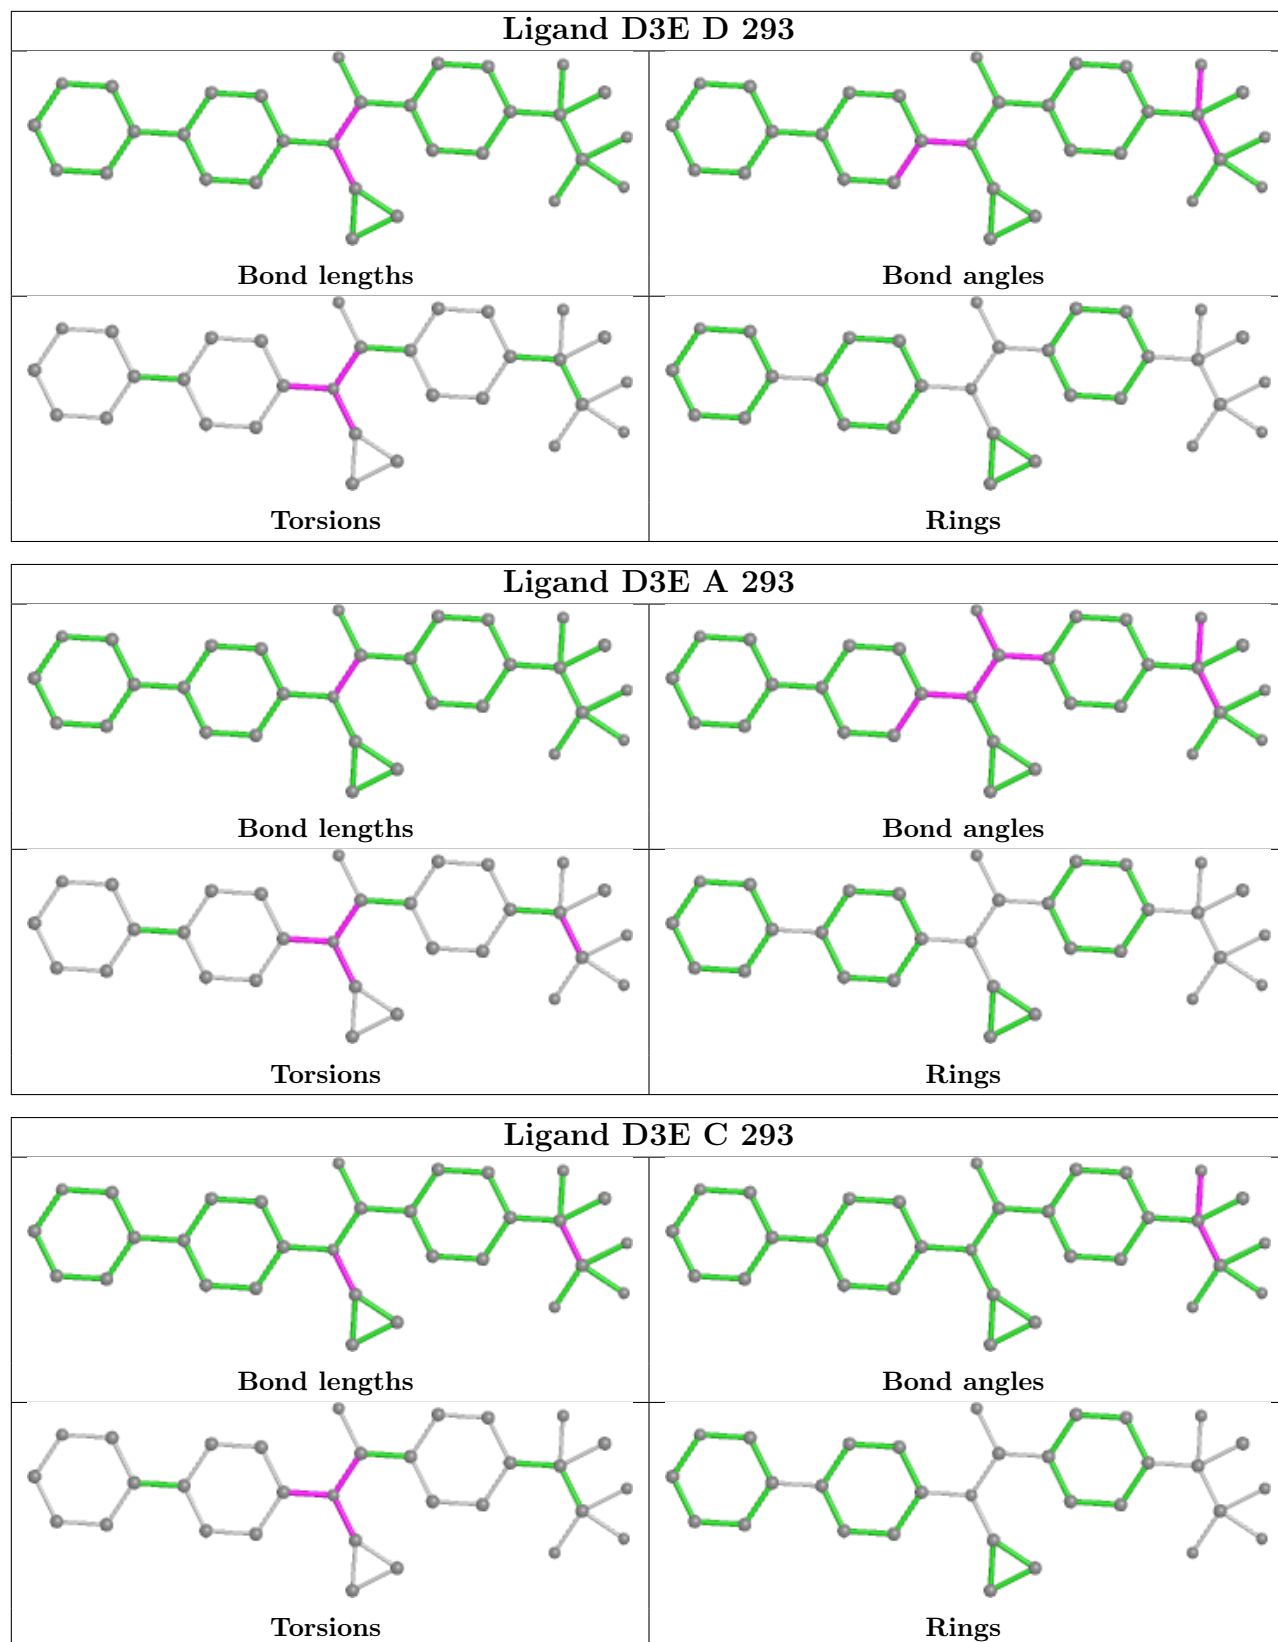 Ligand D3E D 293
Bond lengths
Bond angles
Torsions
Rings
Ligand D3E A 293
Bond lengths
Bond angles
Torsions
Rings
Ligand D3E C 293
Bond lengths
Bond angles
Torsions
Rings